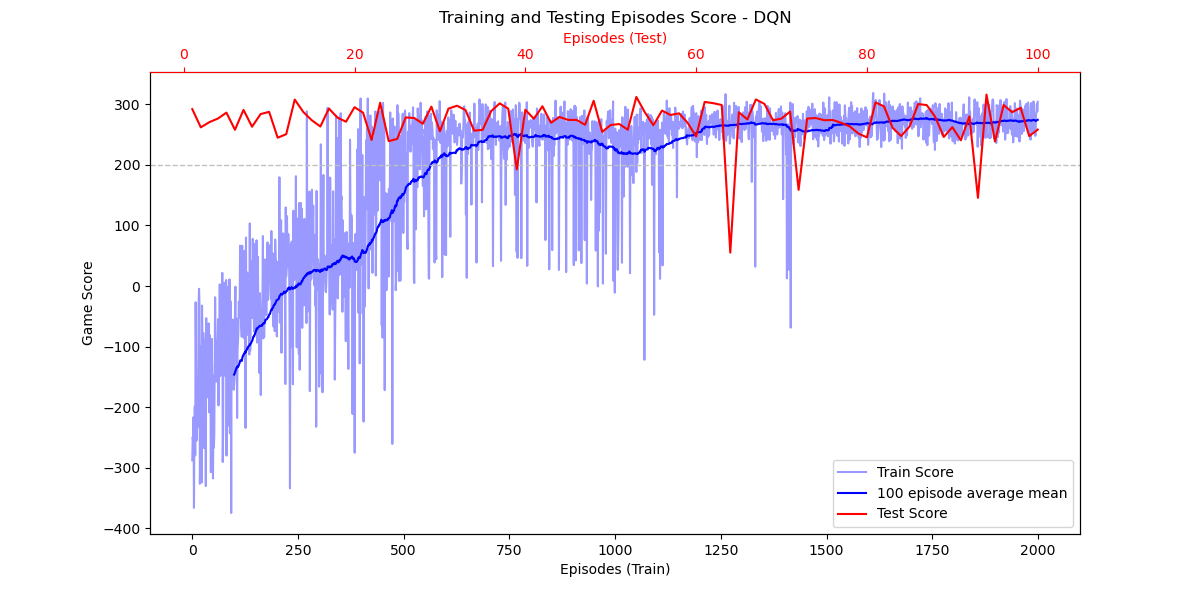 Training and Testing Episodes Score - DQN
Episodes (Test)
0 20 40 60 80 100
300
200
100
0
−100
−200
−300
−400
Game Score
0 250 500 750 1000 1250 1500 1750 2000
Episodes (Train)
Train Score
100 episode average mean
Test Score